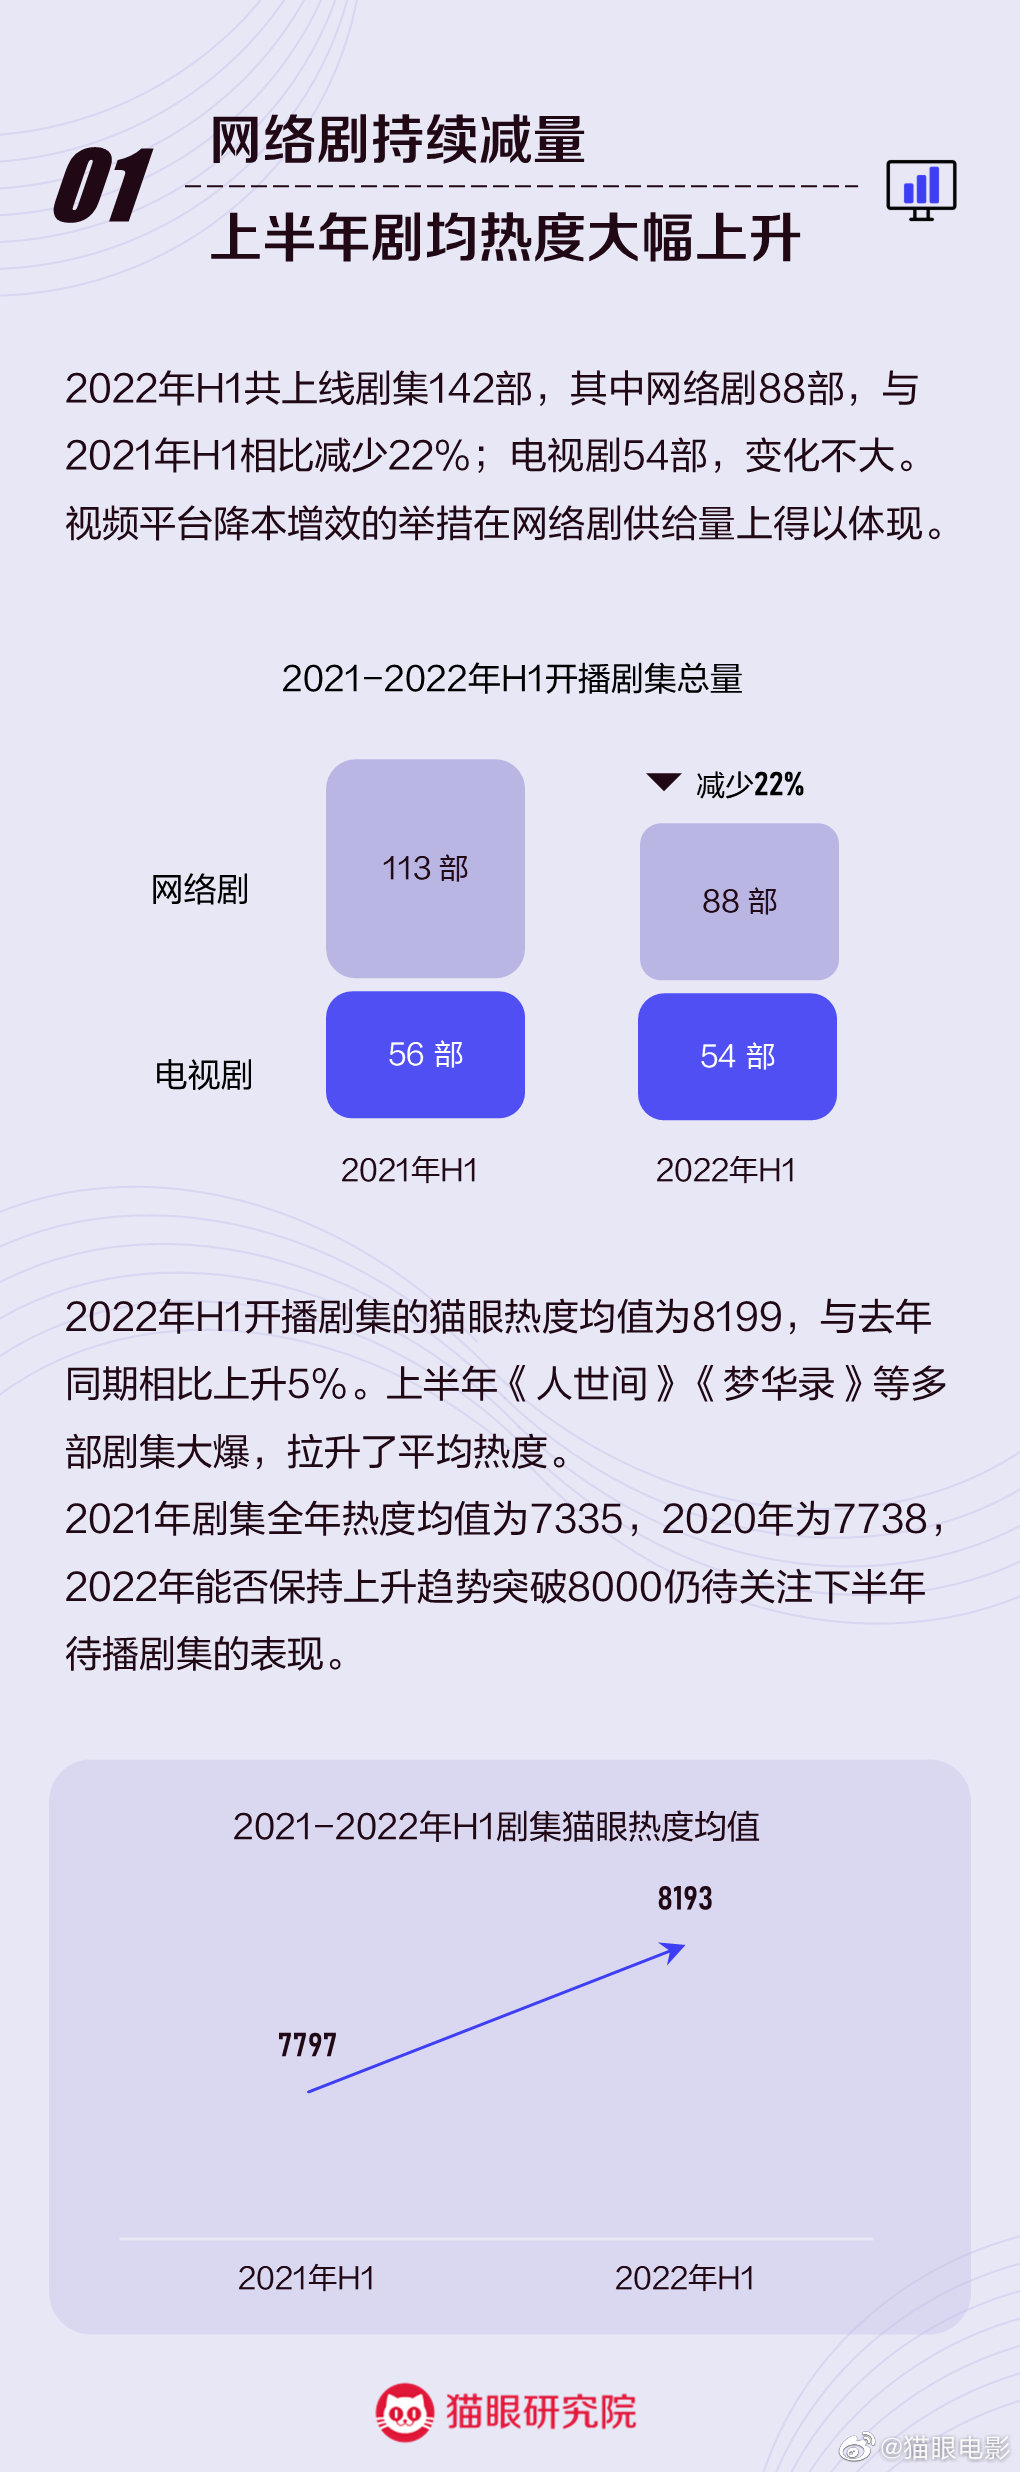 01
网络剧持续减量
上半年剧均热度大幅上升
2022年H1共上线剧集142部，其中网络剧88部，与
2021年H1相比减少22%；电视剧54部，变化不大。
视频平台降本增效的举措在网络剧供给量上得以体现。
2021-2022年H1开播剧集总量
减少22%
网络剧
113 部
88 部
电视剧
56 部
54 部
2021年H1
2022年H1
2022年H1开播剧集的猫眼热度均值为8199，与去年
同期相比上升5%。上半年《人世间》《梦华录》等多
部剧集大爆，拉升了平均热度。
2021年剧集全年热度均值为7335，2020年为7738，
2022年能否保持上升趋势突破8000仍待关注下半年
待播剧集的表现。
2021-2022年H1剧集猫眼热度均值
8193
7797
2021年H1
2022年H1
猫眼研究院
@猫眼电影